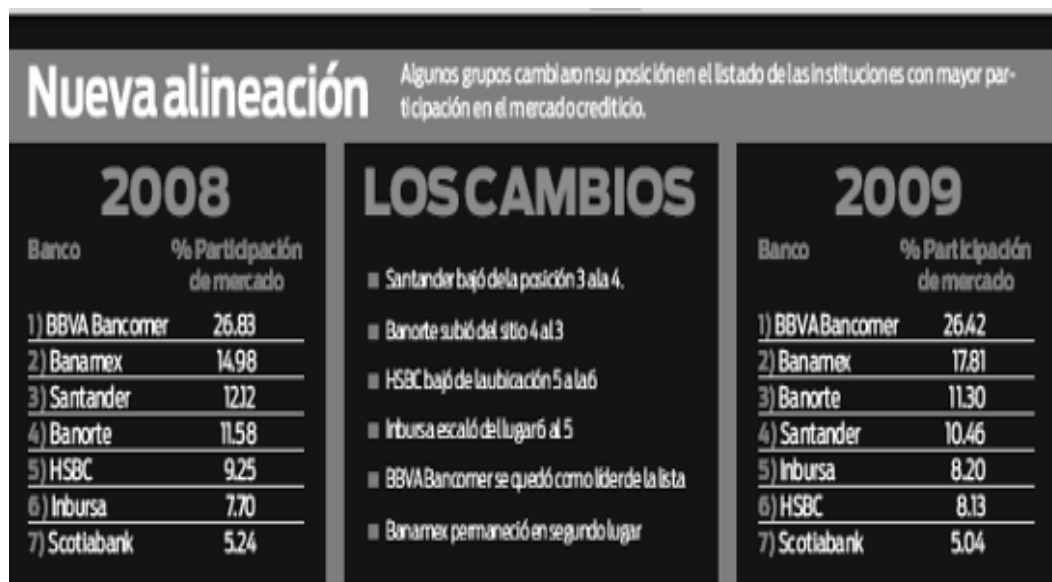 Nueva alineación
Algunos grupos cambiaron su posición en el listado de las instituciones con mayor par-
ticipación en el mercado crediticio.
2008
Banco % Participación
de mercado
1) BBVA Bancomer 26.83
2) Banamex 14.98
3) Santander 12.12
4) Banorte 11.58
5) HSBC 9.25
6) Inbursa 7.70
7) Scotiabank 5.24
LOS CAMBIOS
■ Santander bajó de la posición 3 a la 4.
■ Banorte subió del sitio 4 al 3
■ HSBC bajó de la ubicación 5 a la 6
■ Inbursa escaló del lugar 6 al 5
■ BBVA Bancomer se quedó como líder de la lista
■ Banamex permaneció en segundo lugar
2009
Banco % Participación
de mercado
1) BBVA Bancomer 26.42
2) Banamex 17.81
3) Banorte 11.30
4) Santander 10.46
5) Inbursa 8.20
6) HSBC 8.13
7) Scotiabank 5.04